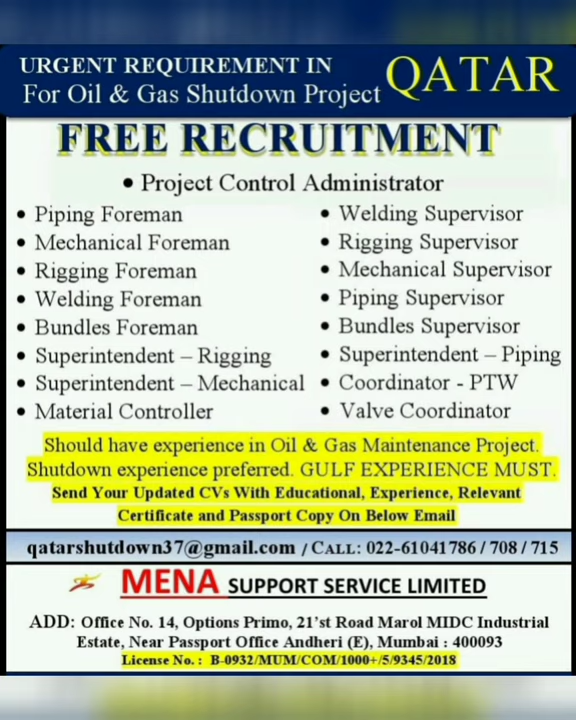 URGENT REQUIREMENT IN QATAR
For Oil & Gas Shutdown Project
FREE RECRUITMENT
• Project Control Administrator
• Piping Foreman
• Mechanical Foreman
• Rigging Foreman
• Welding Foreman
• Bundles Foreman
• Superintendent – Rigging
• Superintendent – Mechanical
• Material Controller
• Welding Supervisor
• Rigging Supervisor
• Mechanical Supervisor
• Piping Supervisor
• Bundles Supervisor
• Superintendent – Piping
• Coordinator - PTW
• Valve Coordinator
Should have experience in Oil & Gas Maintenance Project.
Shutdown experience preferred. GULF EXPERIENCE MUST.
Send Your Updated CVs With Educational, Experience, Relevant
Certificate and Passport Copy On Below Email
qatarshutdown37@gmail.com / CALL: 022-61041786 / 708 / 715
MENA SUPPORT SERVICE LIMITED
ADD: Office No. 14, Options Primo, 21'st Road Marol MIDC Industrial
Estate, Near Passport Office Andheri (E), Mumbai : 400093
License No. : B-0932/MUM/COM/1000+/5/9345/2018